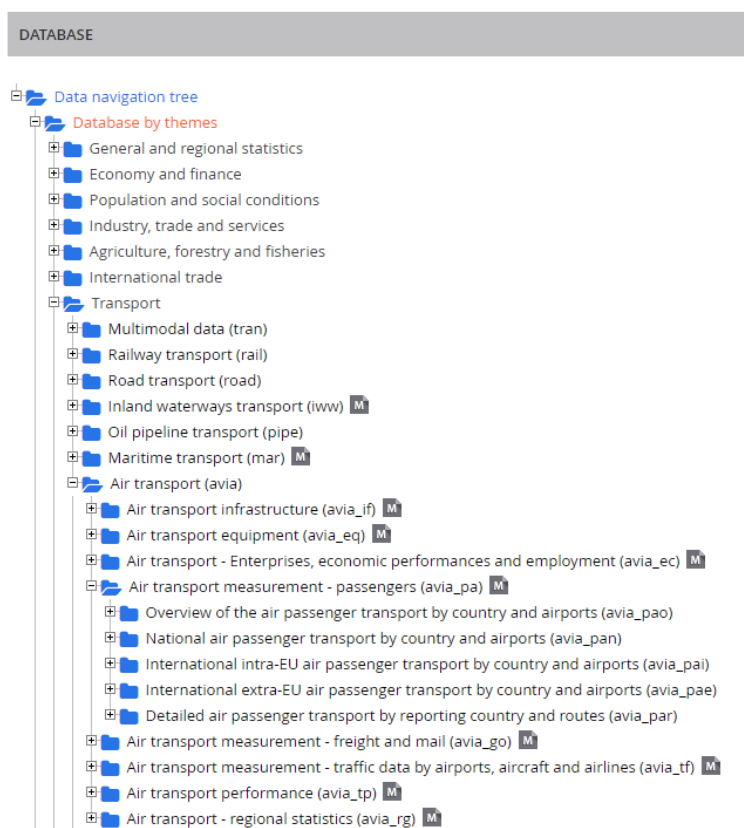 DATABASE
Data navigation tree
Database by themes
General and regional statistics
Economy and finance
Population and social conditions
Industry, trade and services
Agriculture, forestry and fisheries
International trade
Transport
Multimodal data (tran)
Railway transport (rail)
Road transport (road)
Inland waterways transport (iww) M
Oil pipeline transport (pipe)
Maritime transport (mar) M
Air transport (avia)
Air transport infrastructure (avia_if) M
Air transport equipment (avia_eq) M
Air transport - Enterprises, economic performances and employment (avia_ec) M
Air transport measurement - passengers (avia_pa) M
Overview of the air passenger transport by country and airports (avia_pao)
National air passenger transport by country and airports (avia_pan)
International intra-EU air passenger transport by country and airports (avia_pai)
International extra-EU air passenger transport by country and airports (avia_pae)
Detailed air passenger transport by reporting country and routes (avia_par)
Air transport measurement - freight and mail (avia_go) M
Air transport measurement - traffic data by airports, aircraft and airlines (avia_tf) M
Air transport performance (avia_tp) M
Air transport - regional statistics (avia_rg) M